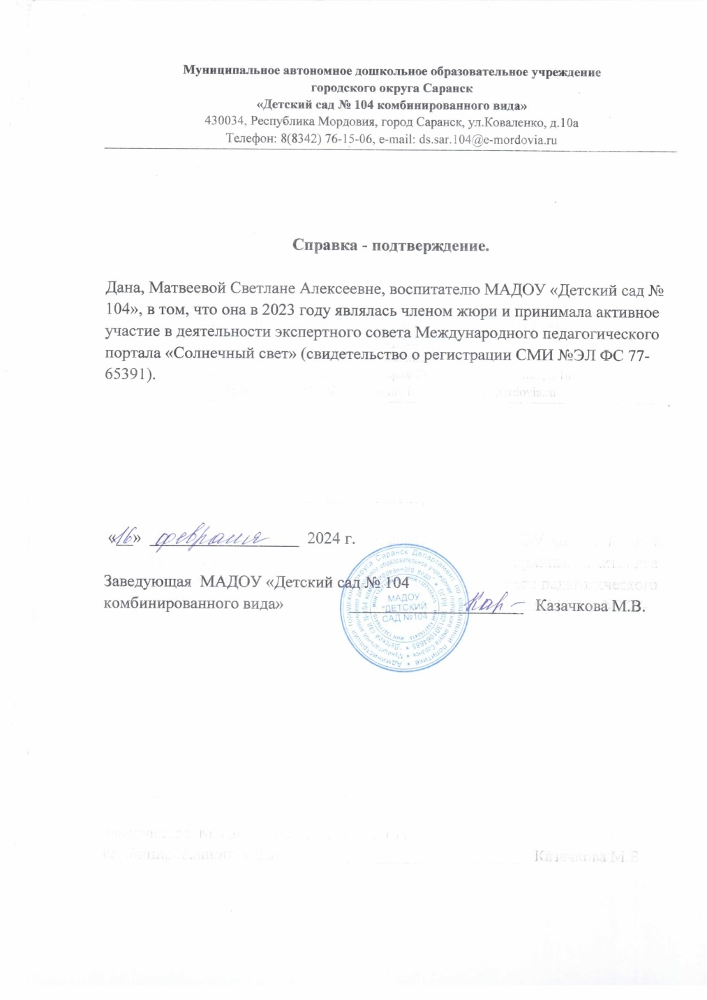 Муниципальное автономное дошкольное образовательное учреждение
городского округа Саранск
«Детский сад № 104 комбинированного вида»
430034, Республика Мордовия, город Саранск, ул.Коваленко, д.10а
Телефон: 8(8342) 76-15-06, e-mail: ds.sar.104@e-mordovia.ru
Справка - подтверждение.
Дана, Матвеевой Светлане Алексеевне, воспитателю МАДОУ «Детский сад №
104», в том, что она в 2023 году являлась членом жюри и принимала активное
участие в деятельности экспертного совета Международного педагогического
портала «Солнечный свет» (свидетельство о регистрации СМИ №ЭЛ ФС 77-
65391).
«16» февраля 2024 г.
Заведующая МАДОУ «Детский сад № 104
комбинированного вида» Казачкова М.В.
МАДОУ
"ДЕТСКИЙ
САД №104